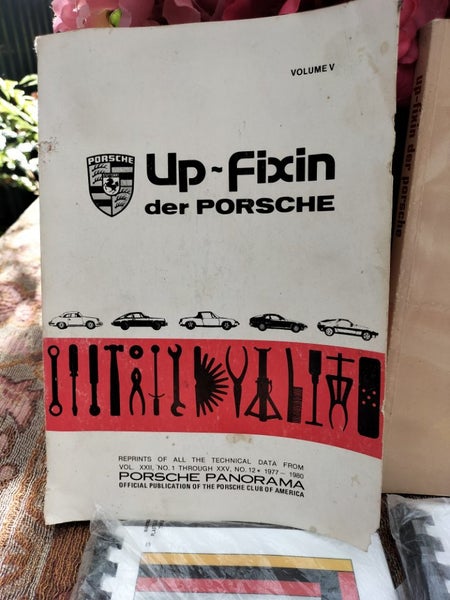 VOLUME V
PORSCHE
Up~Fixin
der PORSCHE
up-fixin der porsche
REPRINTS OF ALL THE TECHNICAL DATA FROM
VOL. XXII, NO. 1 THROUGH XXV, NO. 12 • 1977 – 1980
PORSCHE PANORAMA
OFFICIAL PUBLICATION OF THE PORSCHE CLUB OF AMERICA